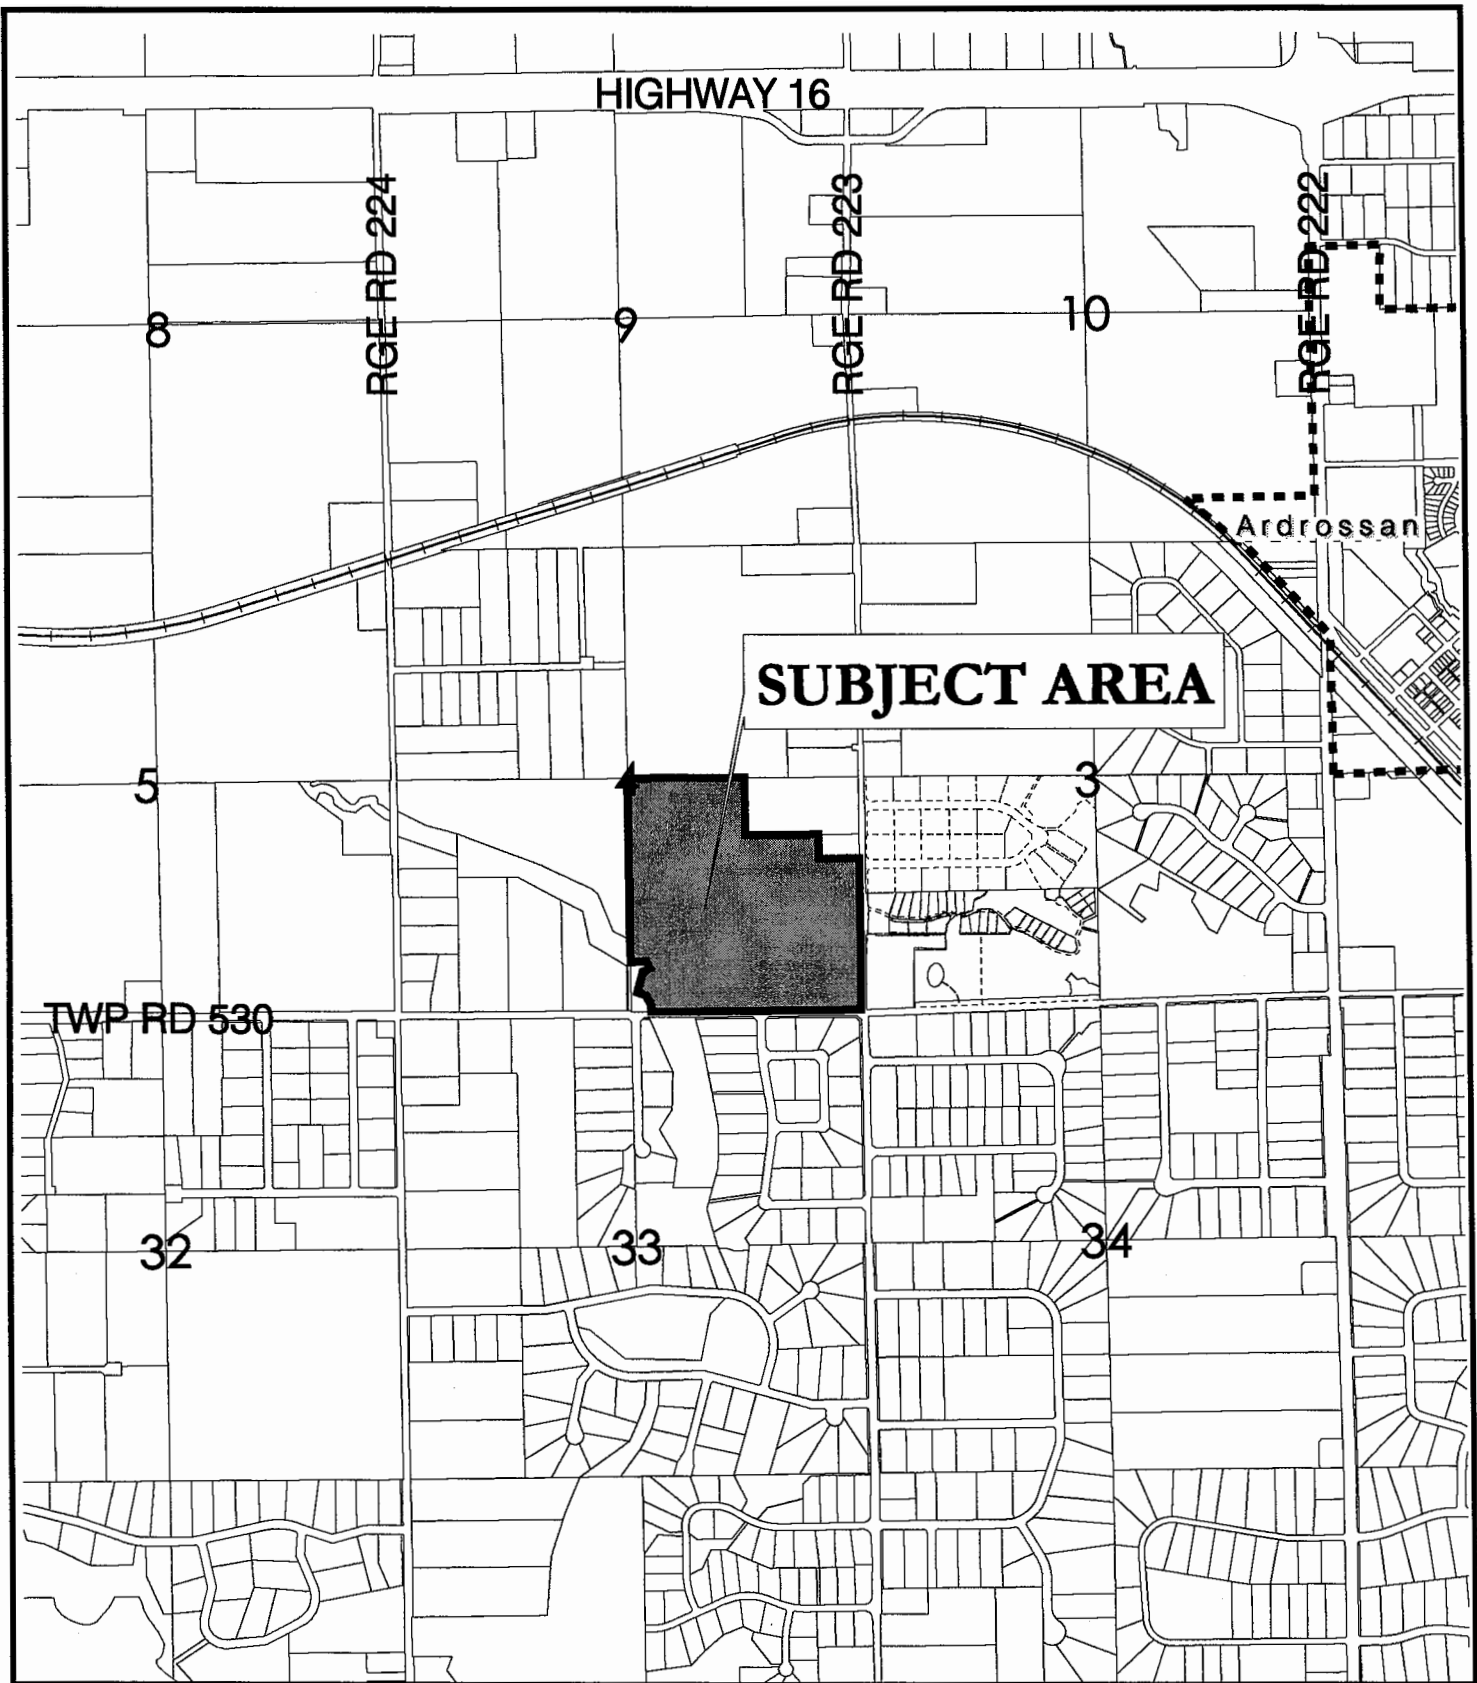 HIGHWAY 16
RGE RD 224
RGE RD 223
RGE RD 222
8
9
10
Ardrossan
SUBJECT AREA
5
3
TWP RD 530
32
33
34